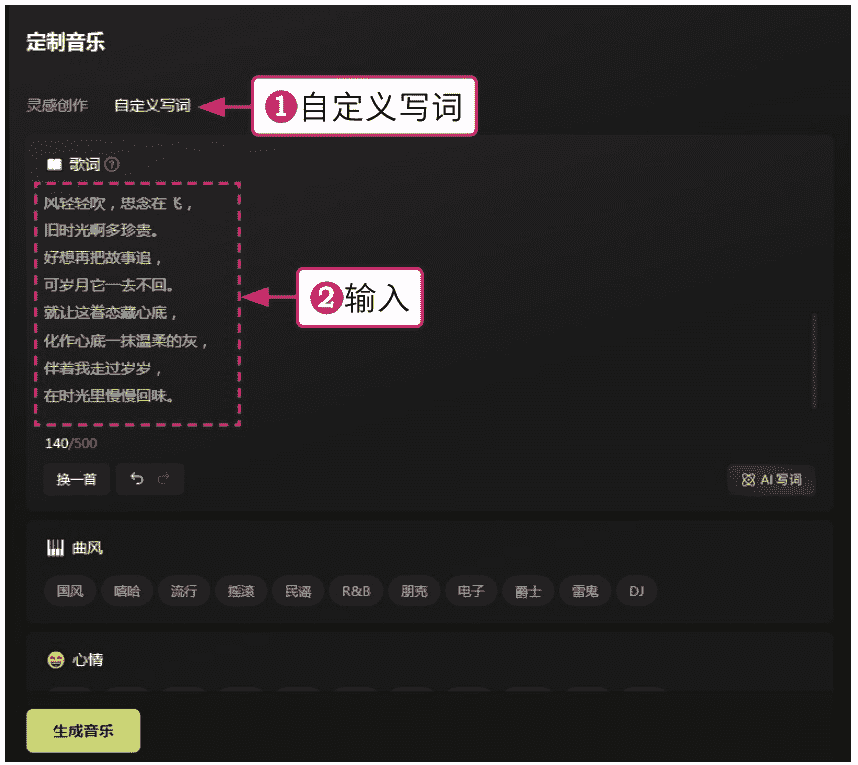 定制音乐
灵感创作 自定义写词 ❶自定义写词
歌词 ?
风轻轻吹，思念在飞，
旧时光啊多珍贵。
好想再把故事追，
可岁月它一去不回。
❷输入
就让这眷恋藏心底，
化作心底一抹温柔的灰，
伴着我走过岁岁，
在时光里慢慢回味。
140/500
换一首 AI 写词
曲风
国风 嘻哈 流行 摇滚 民谣 R&B 朋克 电子 爵士 雷鬼 DJ
心情
生成音乐